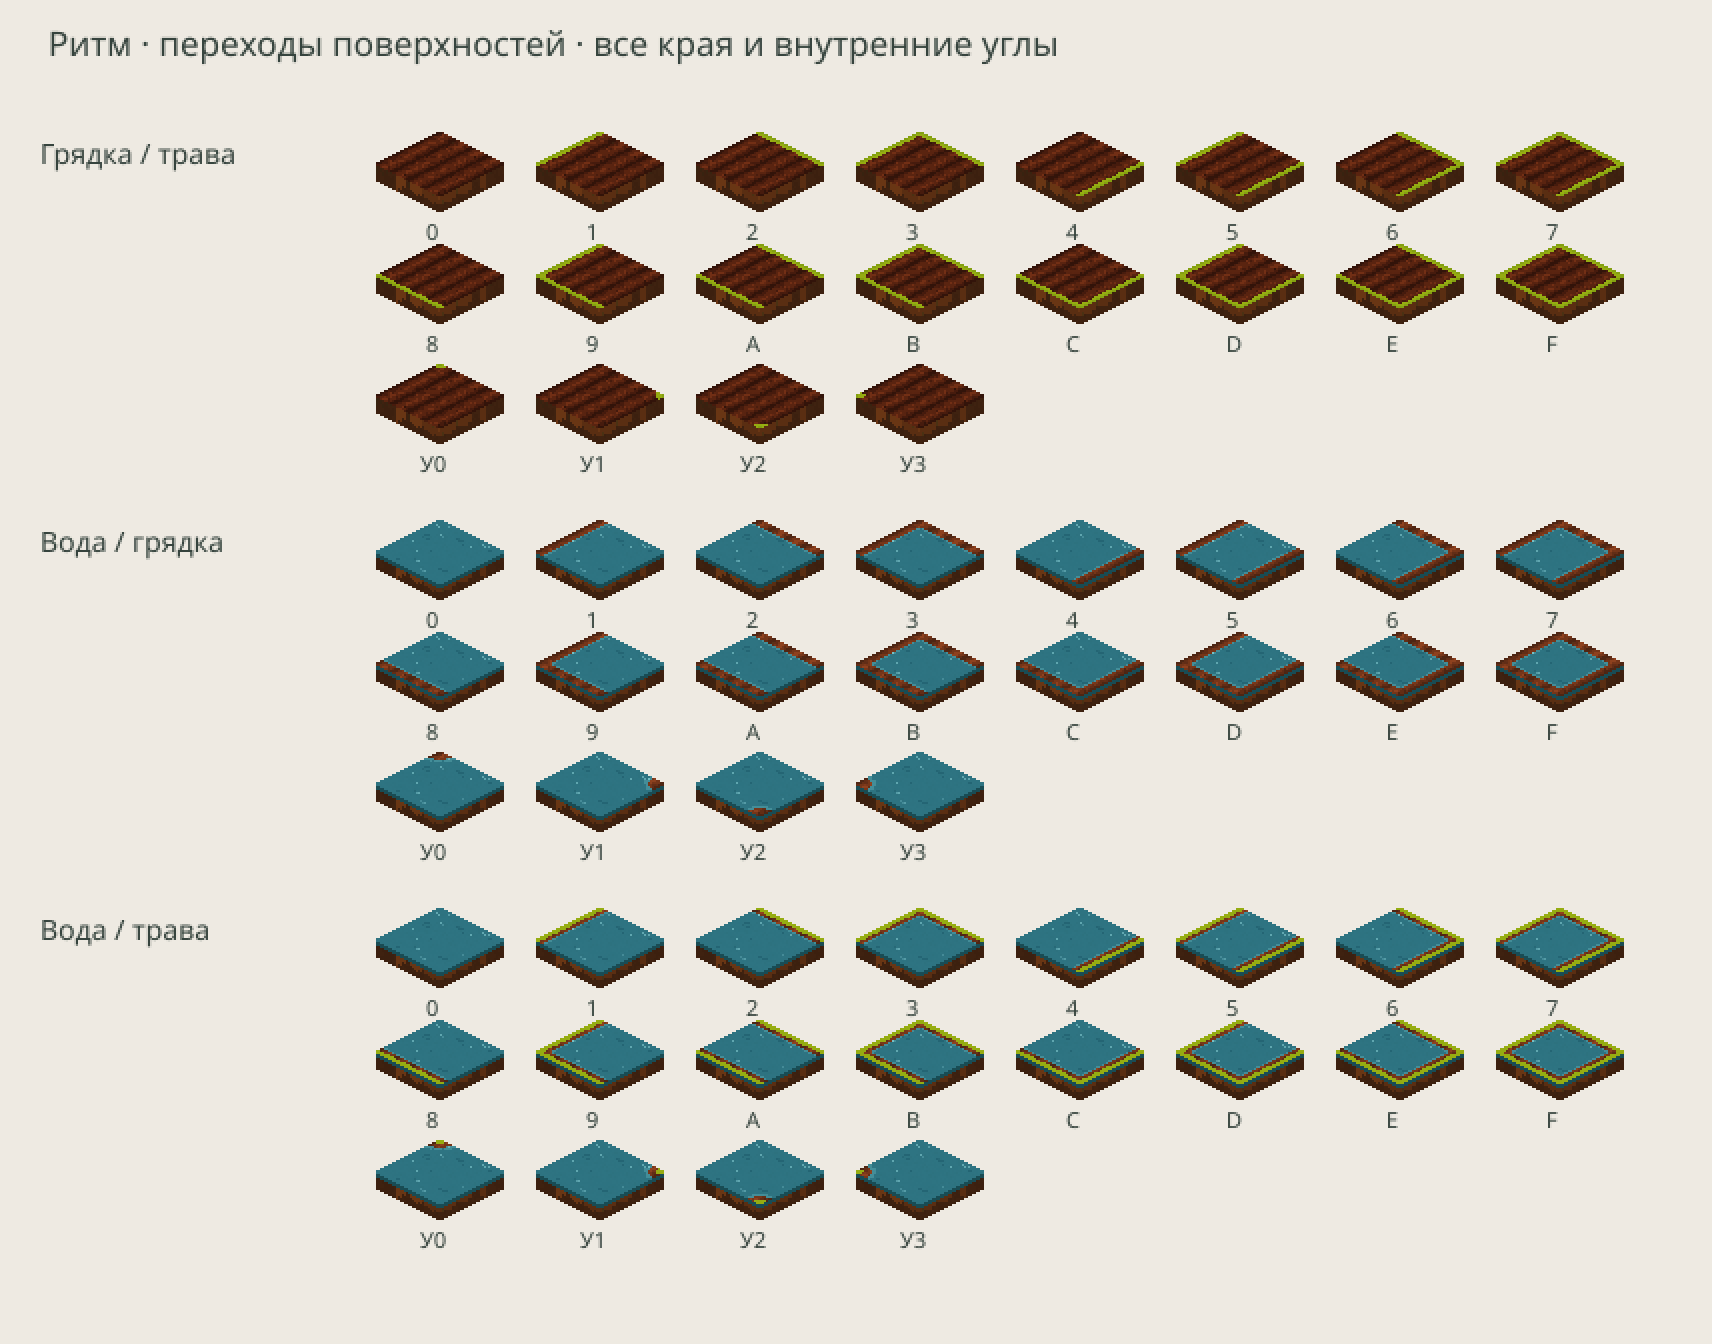 Ритм · переходы поверхностей · все края и внутренние углы
Грядка / трава
0 1 2 3 4 5 6 7
8 9 A B C D E F
У0 У1 У2 У3
Вода / грядка
0 1 2 3 4 5 6 7
8 9 A B C D E F
У0 У1 У2 У3
Вода / трава
0 1 2 3 4 5 6 7
8 9 A B C D E F
У0 У1 У2 У3